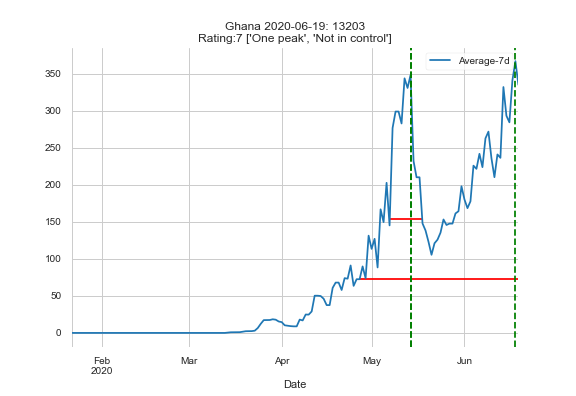 Ghana 2020-06-19: 13203
Rating:7 ['One peak', 'Not in control']
Average-7d
350
300
250
200
150
100
50
0
Feb
2020
Mar
Apr
May
Jun
Date